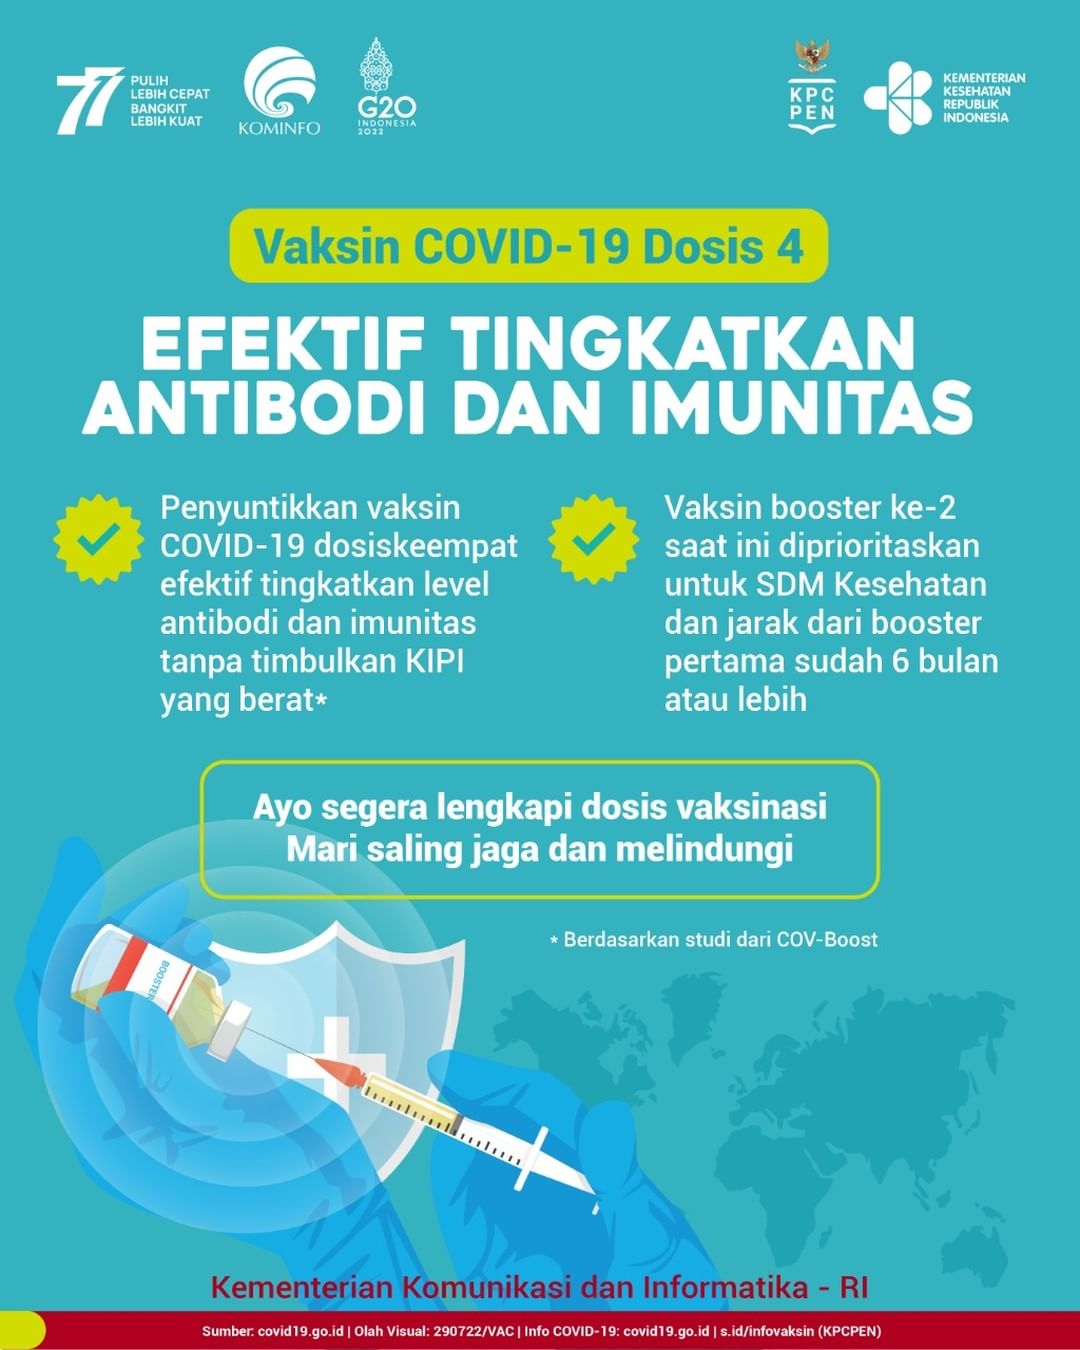 77 PULIH
LEBIH CEPAT
BANGKIT
LEBIH KUAT
KOMINFO
G20
INDONESIA
2022
KPC
PEN
KEMENTERIAN
KESEHATAN
REPUBLIK
INDONESIA
Vaksin COVID-19 Dosis 4
EFEKTIF TINGKATKAN
ANTIBODI DAN IMUNITAS
Penyuntikkan vaksin
COVID-19 dosiskeempat
efektif tingkatkan level
antibodi dan imunitas
tanpa timbulkan KIPI
yang berat*
Vaksin booster ke-2
saat ini diprioritaskan
untuk SDM Kesehatan
dan jarak dari booster
pertama sudah 6 bulan
atau lebih
Ayo segera lengkapi dosis vaksinasi
Mari saling jaga dan melindungi
* Berdasarkan studi dari COV-Boost
BOOSTER
Kementerian Komunikasi dan Informatika - RI
Sumber: covid19.go.id | Olah Visual: 290722/VAC | Info COVID-19: covid19.go.id | s.id/infovaksin (KPCPEN)